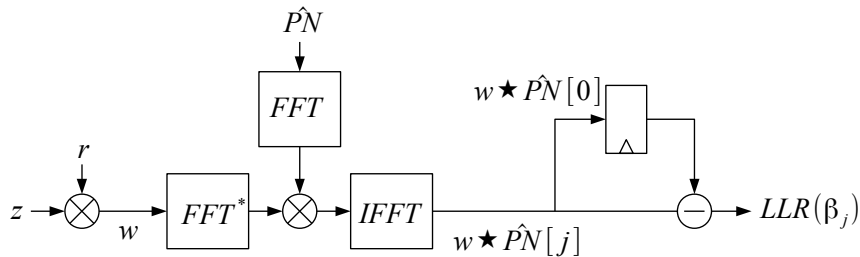 P̂N
FFT
w ★ P̂N[0]
r
z
w
FFT*
IFFT
w ★ P̂N[j]
LLR(β_j)